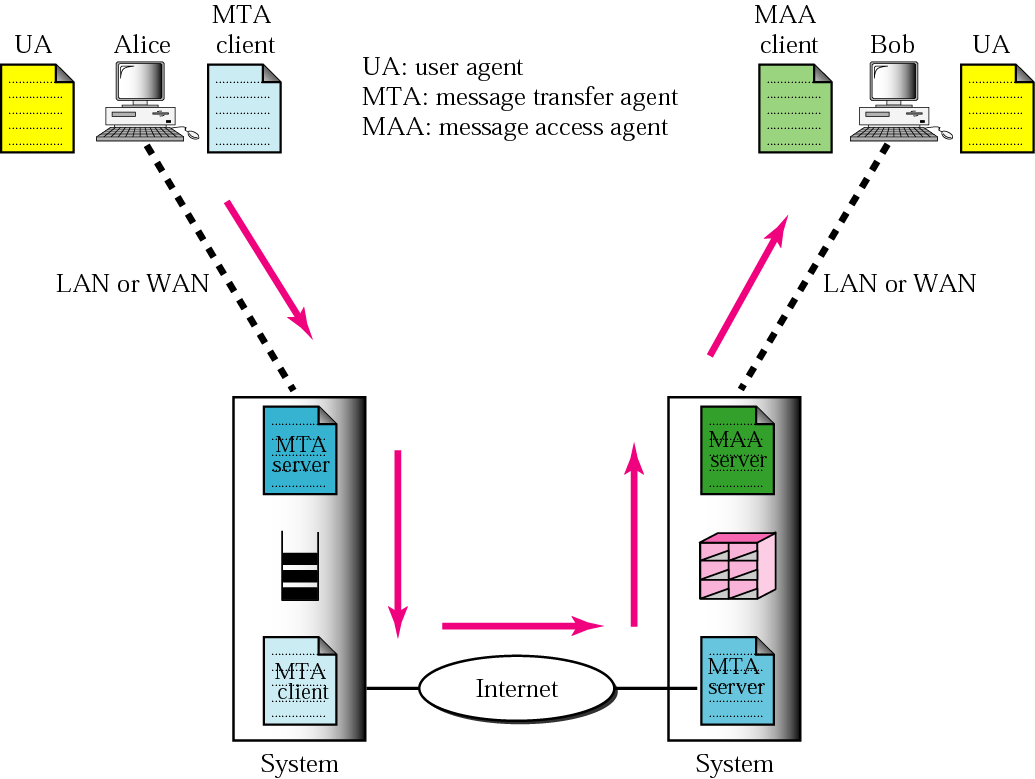 UA
Alice
MTA
client
UA: user agent
MTA: message transfer agent
MAA: message access agent
MAA
client
Bob
UA
LAN or WAN
LAN or WAN
MTA
server
MAA
server
MTA
client
Internet
MTA
server
System
System